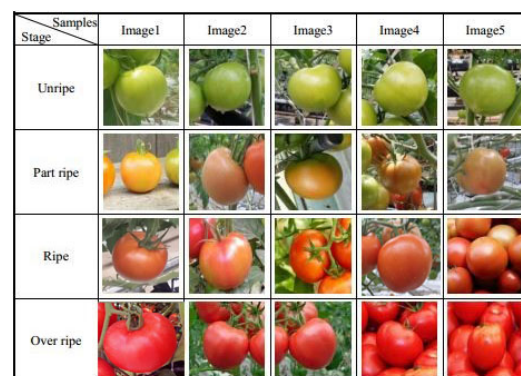 Samples
Stage
Image1
Image2
Image3
Image4
Image5
Unripe
Part ripe
Ripe
Over ripe